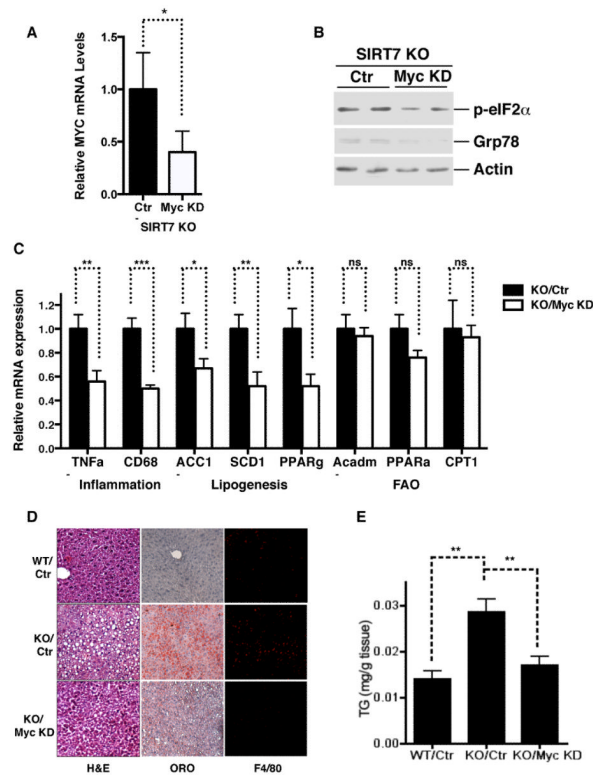 A
Relative MYC mRNA Levels
*
1.5
1.0
0.5
0.0
Ctr Myc KD
SIRT7 KO
B
SIRT7 KO
Ctr Myc KD
p-eIF2α
Grp78
Actin
C
Relative mRNA expression
1.2
1.0
0.8
0.6
0.4
0.2
0.0
** *** * ** * ns ns ns
KO/Ctr
KO/Myc KD
TNFa CD68 ACC1 SCD1 PPARg Acadm PPARa CPT1
Inflammation Lipogenesis FAO
D
WT/
Ctr
KO/
Ctr
KO/
Myc KD
H&E ORO F4/80
E
TG (mg/g tissue)
** **
0.03
0.02
0.01
0.00
WT/Ctr KO/Ctr KO/Myc KD